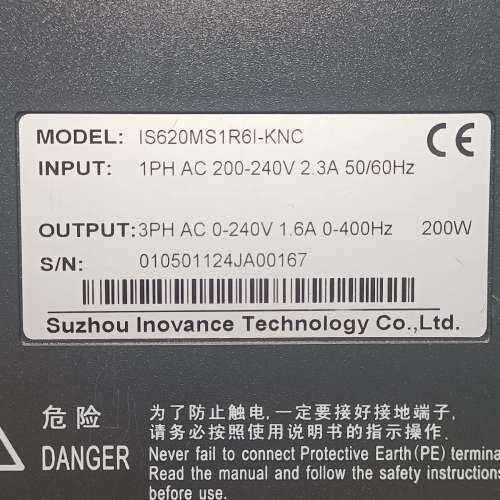 MODEL: IS620MS1R6I-KNC
INPUT: 1PH AC 200-240V 2.3A 50/60Hz
OUTPUT: 3PH AC 0-240V 1.6A 0-400Hz 200W
S/N: 010501124JA00167
CE
Suzhou Inovance Technology Co.,Ltd.
危险
DANGER
为了防止触电,一定要接好接地端子.
请务必按照使用说明书的指示操作.
Never fail to connect Protective Earth(PE) termina
Read the manual and follow the safety instructions
before use.